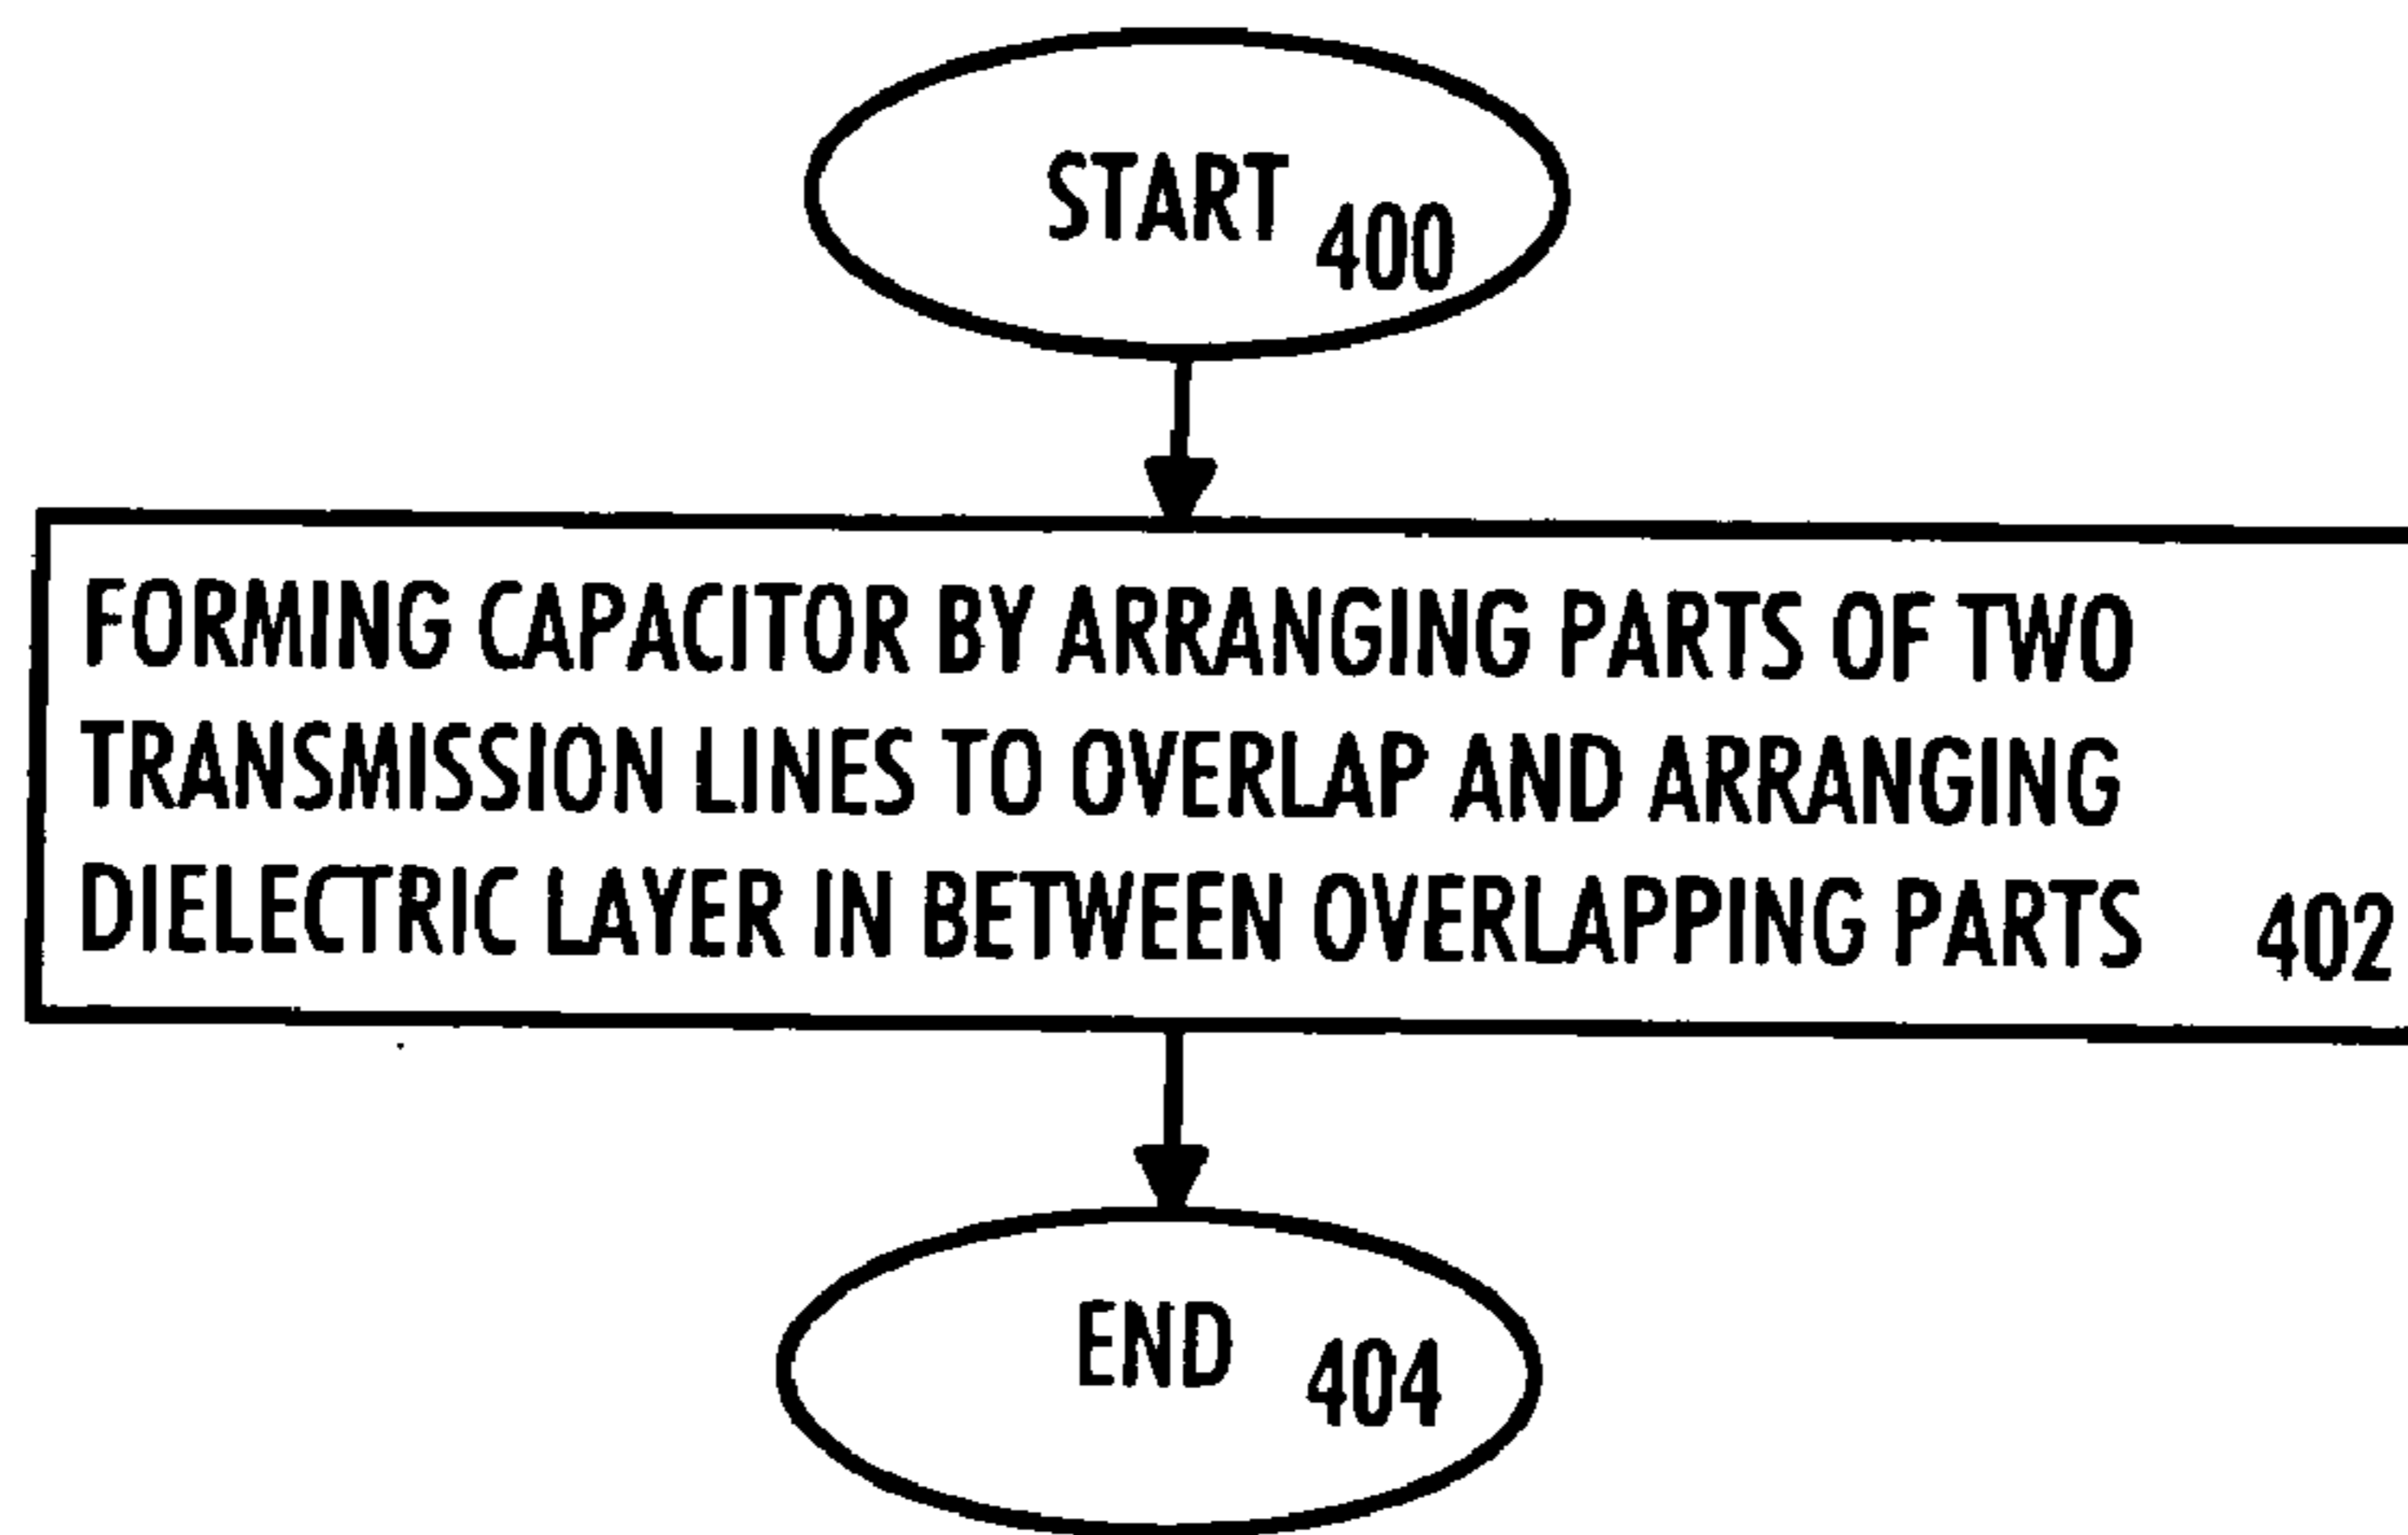 START 400
FORMING CAPACITOR BY ARRANGING PARTS OF TWO
TRANSMISSION LINES TO OVERLAP AND ARRANGING
DIELECTRIC LAYER IN BETWEEN OVERLAPPING PARTS 402
END 404